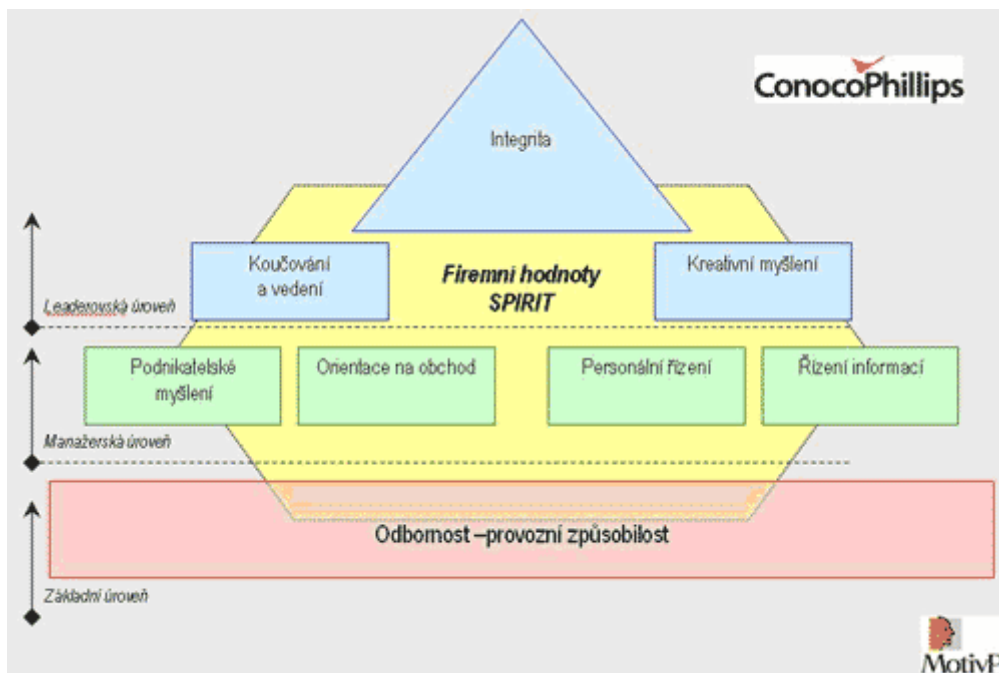 ConocoPhillips
Integrita
Koučování
a vedení
Firemní hodnoty
SPIRIT
Kreativní myšlení
Leaderovská úroveň
Podnikatelské
myšlení
Orientace na obchod
Personální řízení
Řízení informací
Manažerská úroveň
Odbornost –provozní způsobilost
Základní úroveň
MotivP